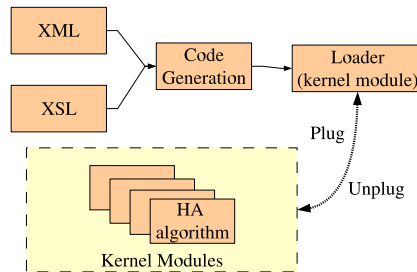 XML
XSL
Code
Generation
Loader
(kernel module)
Plug
Unplug
HA
algorithm
Kernel Modules